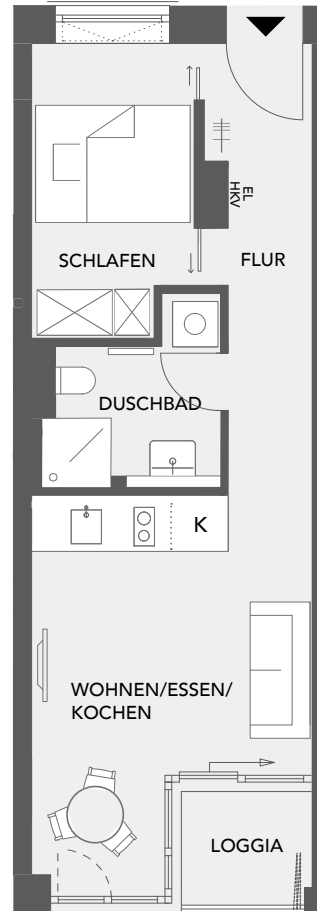 EL
HKV
SCHLAFEN
FLUR
DUSCHBAD
K
WOHNEN/ESSEN/
KOCHEN
LOGGIA